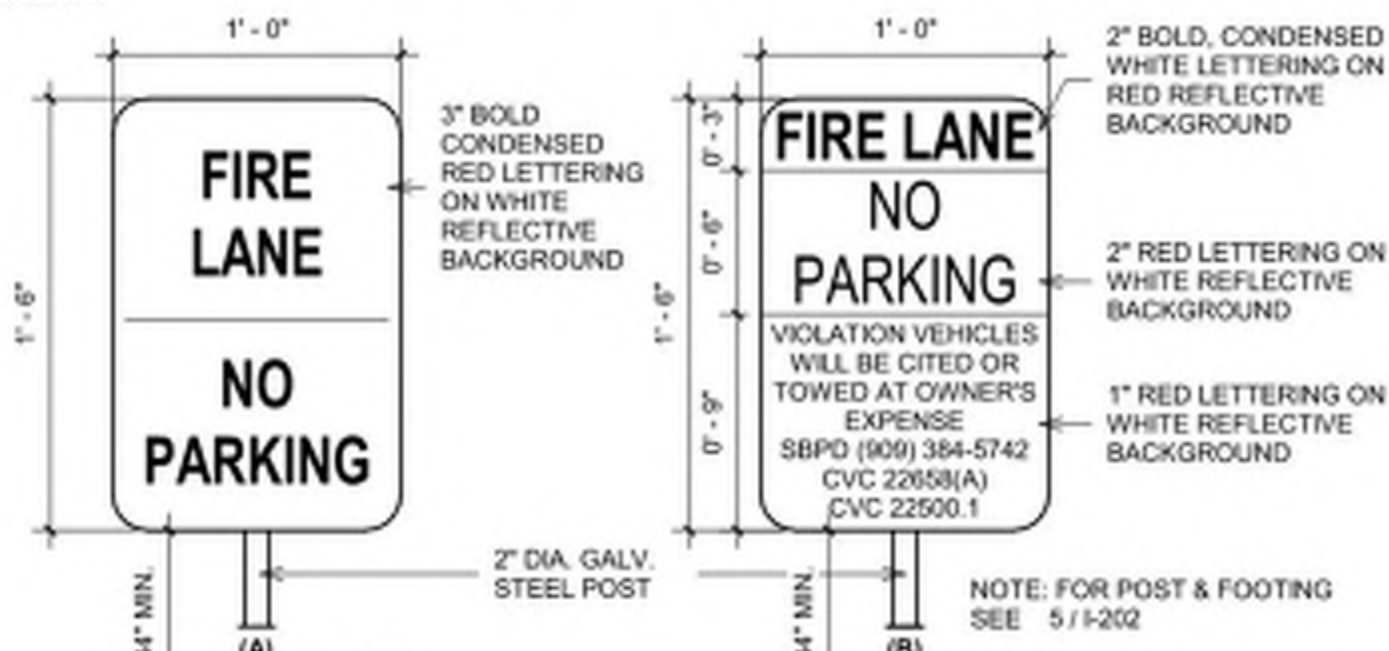 1' - 0"
FIRE
LANE
NO
PARKING
1' - 6"
3" BOLD
CONDENSED
RED LETTERING
ON WHITE
REFLECTIVE
BACKGROUND
2" DIA. GALV.
STEEL POST
4" MIN.
(A)
1' - 0"
FIRE LANE
NO
PARKING
VIOLATION VEHICLES
WILL BE CITED OR
TOWED AT OWNER'S
EXPENSE
SBPD (909) 384-5742
CVC 22658(A)
CVC 22500.1
1' - 6"
0' - 3"
0' - 6"
0' - 9"
2" BOLD, CONDENSED
WHITE LETTERING ON
RED REFLECTIVE
BACKGROUND
2" RED LETTERING ON
WHITE REFLECTIVE
BACKGROUND
1" RED LETTERING ON
WHITE REFLECTIVE
BACKGROUND
4" MIN.
(B)
NOTE: FOR POST & FOOTING
SEE 5 / I-202